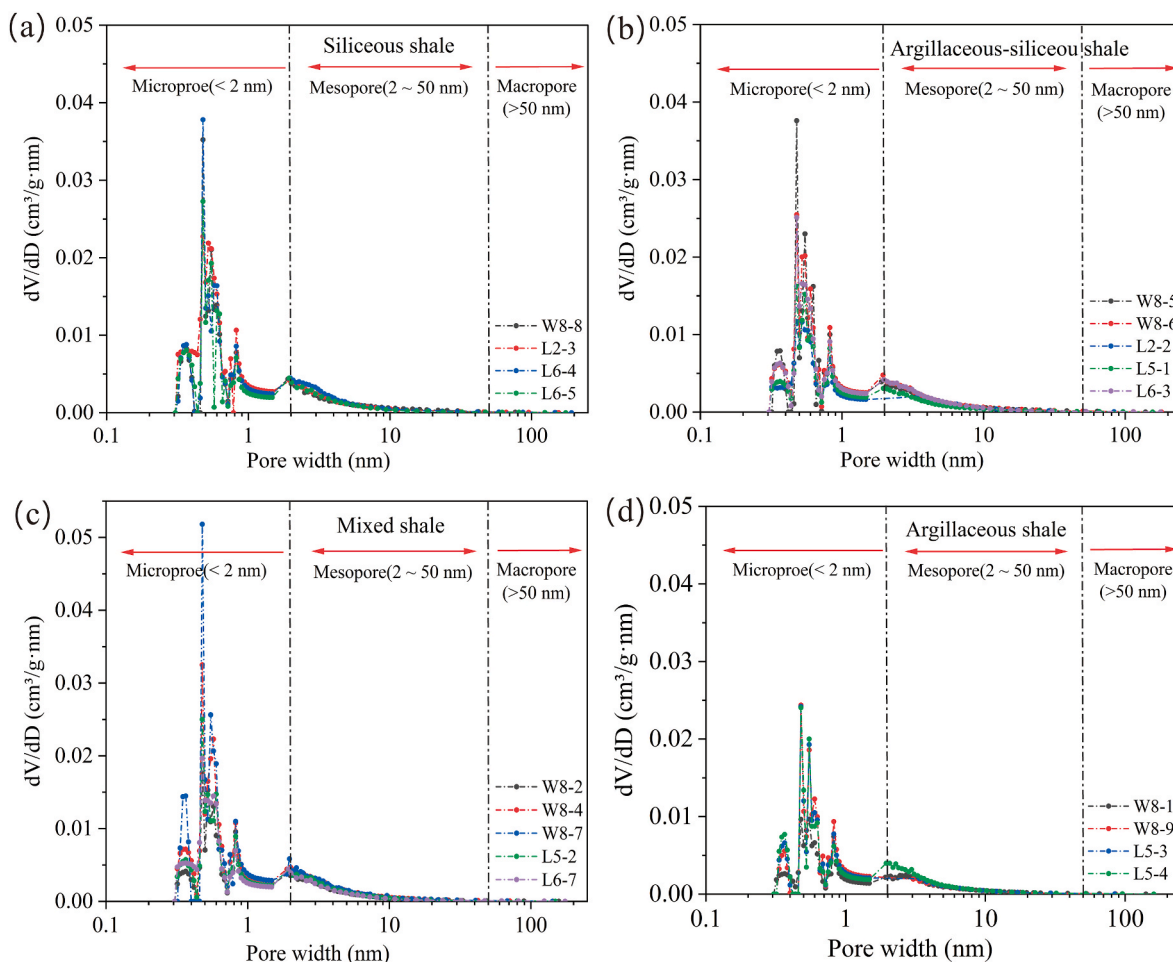 (a)
Siliceous shale
Microproe(< 2 nm)
Mesopore(2 ~ 50 nm)
Macropore
(>50 nm)
dV/dD (cm³/g·nm)
0.05
0.04
0.03
0.02
0.01
0.00
W8-8
L2-3
L6-4
L6-5
0.1
1
10
100
Pore width (nm)
(b)
Argillaceous-siliceou shale
Microproe(< 2 nm)
Mesopore(2 ~ 50 nm)
Macropore
(>50 nm)
dV/dD (cm³/g·nm)
0.05
0.04
0.03
0.02
0.01
0.00
W8-5
W8-6
L2-2
L5-1
L6-3
0.1
1
10
100
Pore width (nm)
(c)
Mixed shale
Microproe(< 2 nm)
Mesopore(2 ~ 50 nm)
Macropore
(>50 nm)
dV/dD (cm³/g·nm)
0.05
0.04
0.03
0.02
0.01
0.00
W8-2
W8-4
W8-7
L5-2
L6-7
0.1
1
10
100
Pore width (nm)
(d)
Argillaceous shale
Microproe(< 2 nm)
Mesopore(2 ~ 50 nm)
Macropore
(>50 nm)
dV/dD (cm³/g·nm)
0.05
0.04
0.03
0.02
0.01
0.00
W8-1
W8-9
L5-3
L5-4
0.1
1
10
100
Pore width (nm)